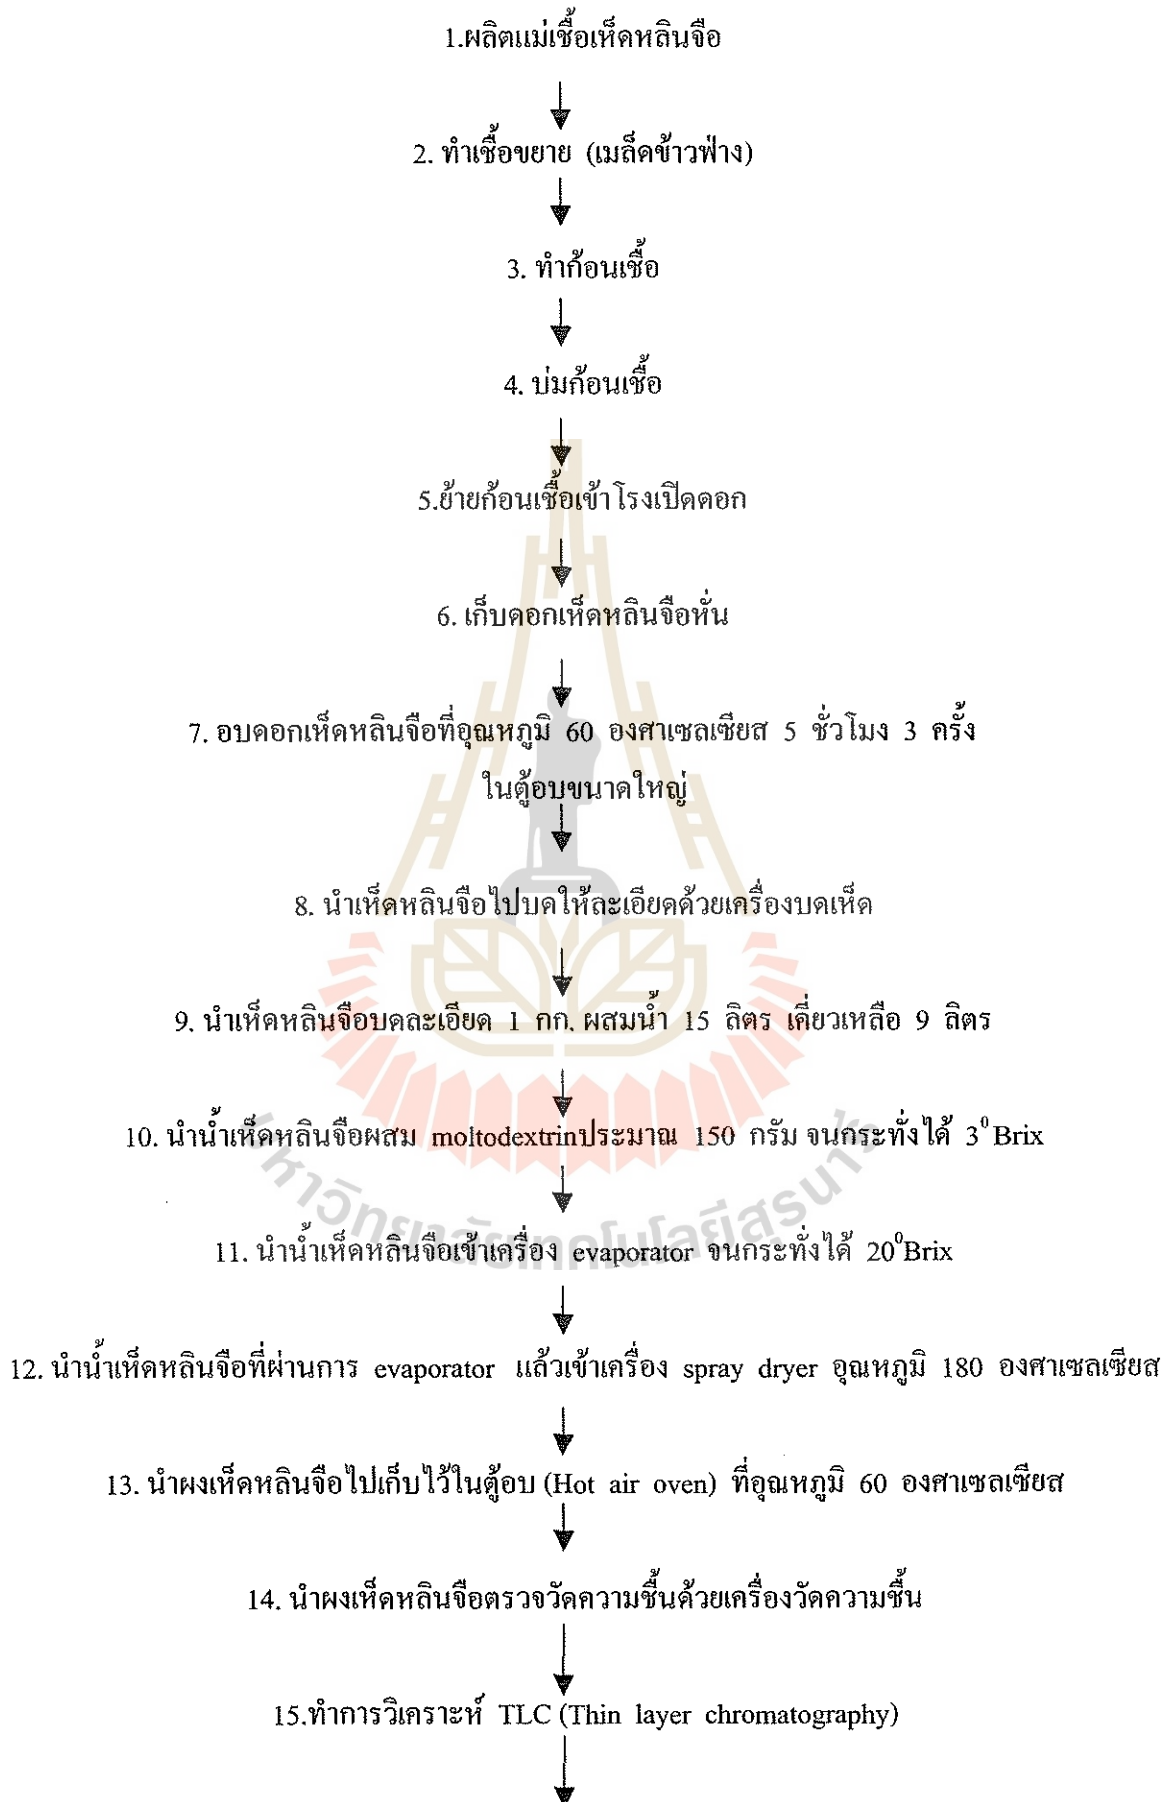 1.ผลิตแม่เชื้อเห็ดหลินจือ
2. ทำเชื้อขยาย (เมล็ดข้าวฟ่าง)
3. ทำก้อนเชื้อ
4. บ่มก้อนเชื้อ
5.ย้ายก้อนเชื้อเข้าโรงเปิดดอก
6. เก็บดอกเห็ดหลินจือหั่น
7. อบดอกเห็ดหลินจือที่อุณหภูมิ 60 องศาเซลเซียส 5 ชั่วโมง 3 ครั้ง
ในตู้อบขนาดใหญ่
8. นำเห็ดหลินจือไปบดให้ละเอียดด้วยเครื่องบดเห็ด
9. นำเห็ดหลินจือบดละเอียด 1 กก. ผสมน้ำ 15 ลิตร เคี่ยวเหลือ 9 ลิตร
10. นำน้ำเห็ดหลินจือผสม moltodextrinประมาณ 150 กรัม จนกระทั่งได้ 3⁰ Brix
11. นำน้ำเห็ดหลินจือเข้าเครื่อง evaporator จนกระทั่งได้ 20⁰Brix
มหาวิทยาลัยเทคโนโลยีสุรนารี
12. นำน้ำเห็ดหลินจือที่ผ่านการ evaporator แล้วเข้าเครื่อง spray dryer อุณหภูมิ 180 องศาเซลเซียส
13. นำผงเห็ดหลินจือไปเก็บไว้ในตู้อบ (Hot air oven) ที่อุณหภูมิ 60 องศาเซลเซียส
14. นำผงเห็ดหลินจือตรวจวัดความชื้นด้วยเครื่องวัดความชื้น
15.ทำการวิเคราะห์ TLC (Thin layer chromatography)